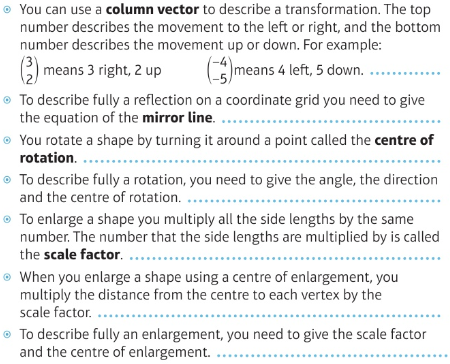 You can use a column vector to describe a transformation. The top
number describes the movement to the left or right, and the bottom
number describes the movement up or down. For example:
(3 2) means 3 right, 2 up (-4 -5) means 4 left, 5 down.
To describe fully a reflection on a coordinate grid you need to give
the equation of the mirror line.
You rotate a shape by turning it around a point called the centre of
rotation.
To describe fully a rotation, you need to give the angle, the direction
and the centre of rotation.
To enlarge a shape you multiply all the side lengths by the same
number. The number that the side lengths are multiplied by is called
the scale factor.
When you enlarge a shape using a centre of enlargement, you
multiply the distance from the centre to each vertex by the
scale factor.
To describe fully an enlargement, you need to give the scale factor
and the centre of enlargement.